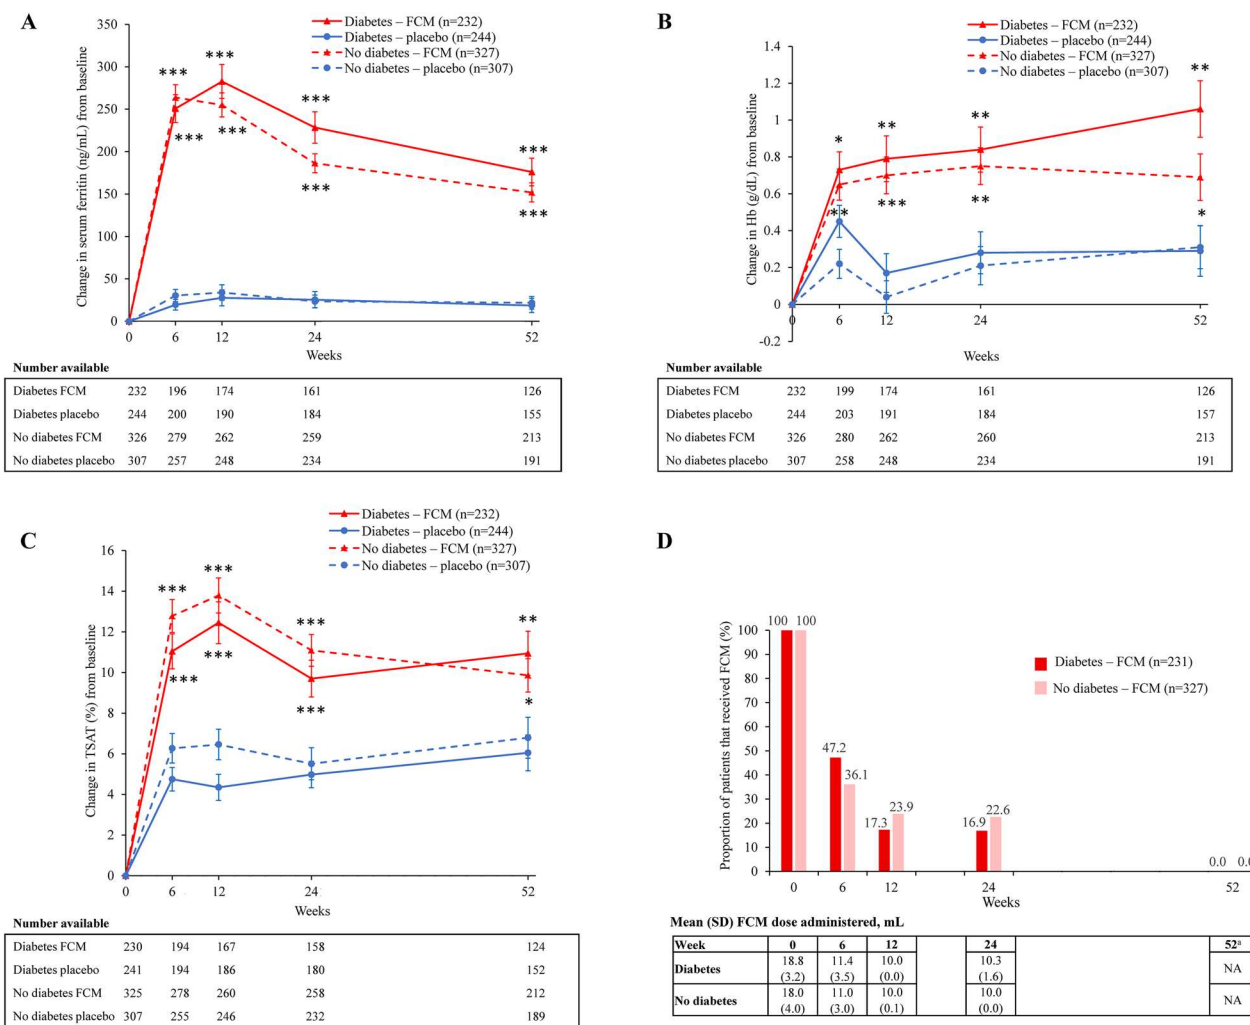 A
Diabetes – FCM (n=232)
Diabetes – placebo (n=244)
No diabetes – FCM (n=327)
No diabetes – placebo (n=307)
Change in serum ferritin (ng/mL) from baseline
350
300
250
200
150
100
50
0
*** *** *** ***
*** *** *** ***
0 6 12 24 52
Weeks
Number available
Diabetes FCM 232 196 174 161 126
Diabetes placebo 244 200 190 184 155
No diabetes FCM 326 279 262 259 213
No diabetes placebo 307 257 248 234 191
B
Diabetes – FCM (n=232)
Diabetes – placebo (n=244)
No diabetes – FCM (n=327)
No diabetes – placebo (n=307)
Change in Hb (g/dL) from baseline
1.4
1.2
1
0.8
0.6
0.4
0.2
0
-0.2
* ** ** **
** *** ** *
0 6 12 24 52
Weeks
Number available
Diabetes FCM 232 199 174 161 126
Diabetes placebo 244 203 191 184 157
No diabetes FCM 326 280 262 260 213
No diabetes placebo 307 258 248 234 191
C
Diabetes – FCM (n=232)
Diabetes – placebo (n=244)
No diabetes – FCM (n=327)
No diabetes – placebo (n=307)
Change in TSAT (%) from baseline
16
14
12
10
8
6
4
2
0
*** *** *** **
*** *** *** *
0 6 12 24 52
Weeks
Number available
Diabetes FCM 230 194 167 158 124
Diabetes placebo 241 194 186 180 152
No diabetes FCM 325 278 260 258 212
No diabetes placebo 307 255 246 232 189
D
Proportion of patients that received FCM (%)
100
90
80
70
60
50
40
30
20
10
0
100 100
47.2 36.1
17.3 23.9
16.9 22.6
0.0 0.0
Diabetes – FCM (n=231)
No diabetes – FCM (n=327)
0 6 12 24 52
Weeks
Mean (SD) FCM dose administered, mL
Week 0 6 12 24 52ª
Diabetes 18.8 (3.2) 11.4 (3.5) 10.0 (0.0) 10.3 (1.6) NA
No diabetes 18.0 (4.0) 11.0 (3.0) 10.0 (0.1) 10.0 (0.0) NA